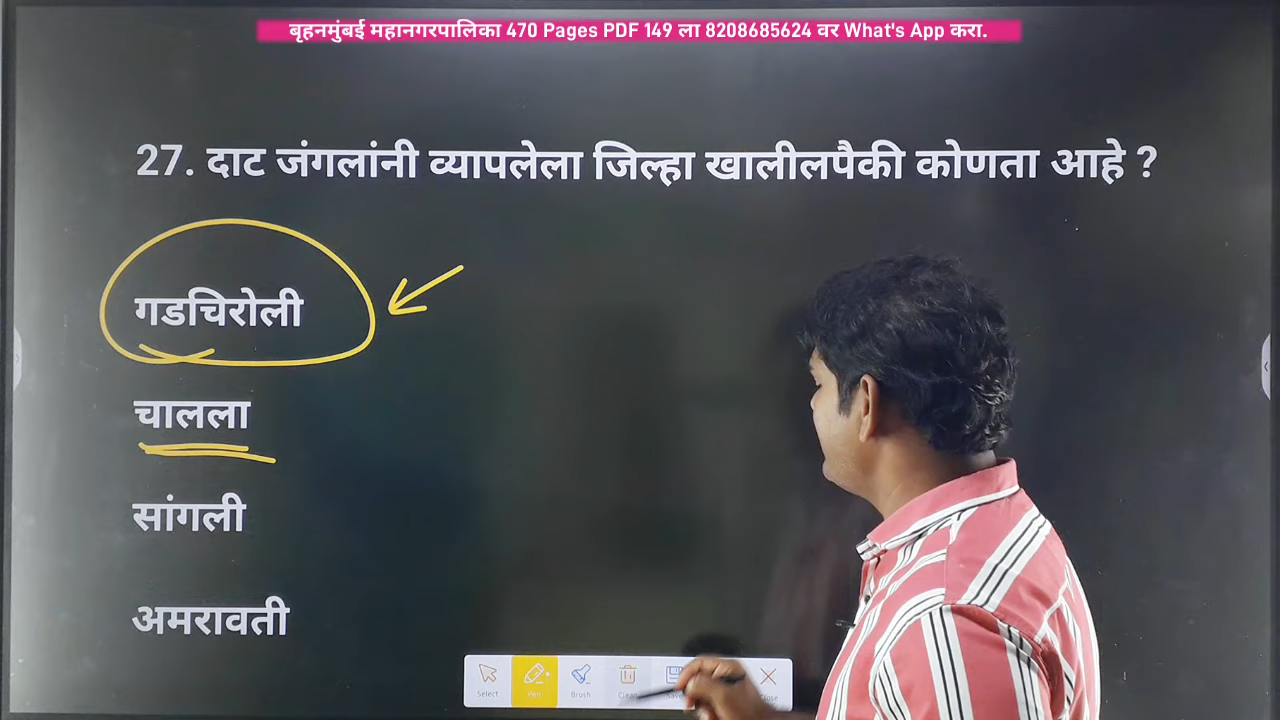 बृहनमुंबई महानगरपालिका 470 Pages PDF 149 ला 8208685624 वर What's App करा.
27. दाट जंगलांनी व्यापलेला जिल्हा खालीलपैकी कोणता आहे ?
गडचिरोली
चालला
सांगली
अमरावती
Select Pen Brush Clean